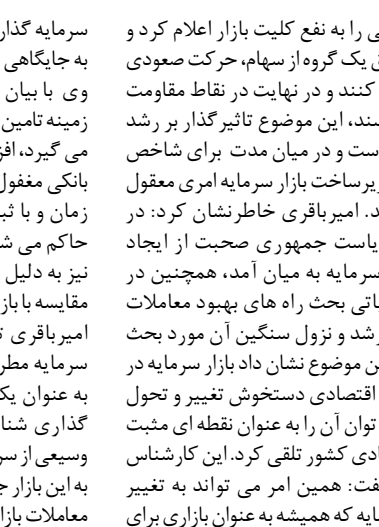 ی را به نفع کلیت بازار اعلام کرد و
یک گروه از سهام، حرکت صعودی
کنند و در نهایت در نقاط مقاومت
سند، این موضوع تاثیرگذار بر رشد
ست و در میان مدت برای شاخص
یرساخت بازار سرمایه امری معقول
د. امیرباقری خاطرنشان کرد: در
یاست جمهوری صحبت از ایجاد
سرمایه به میان آمد، همچنین در
یاتی بحث راه های بهبود معاملات
رشد و نزول سنگین آن مورد بحث
ین موضوع نشان داد بازار سرمایه در
اقتصادی دستخوش تغییر و تحول
توان آن را به عنوان نقطه ای مثبت
ادی کشور تلقی کرد. این کارشناس
فت: همین امر می تواند به تغییر
ایه که همیشه به عنوان بازاری برای
سرمایه گذار
به جایگاهی
وی با بیان
زمینه تامین
می گیرد، افز
بانکی مغفول
زمان و با ثب
حاکم می ش
نیز به دلیل
مقایسه با باز
امیرباقری ت
سرمایه مطر
به عنوان یک
گذاری شنا
وسیعی از سر
به این بازار ج
معاملات بازا